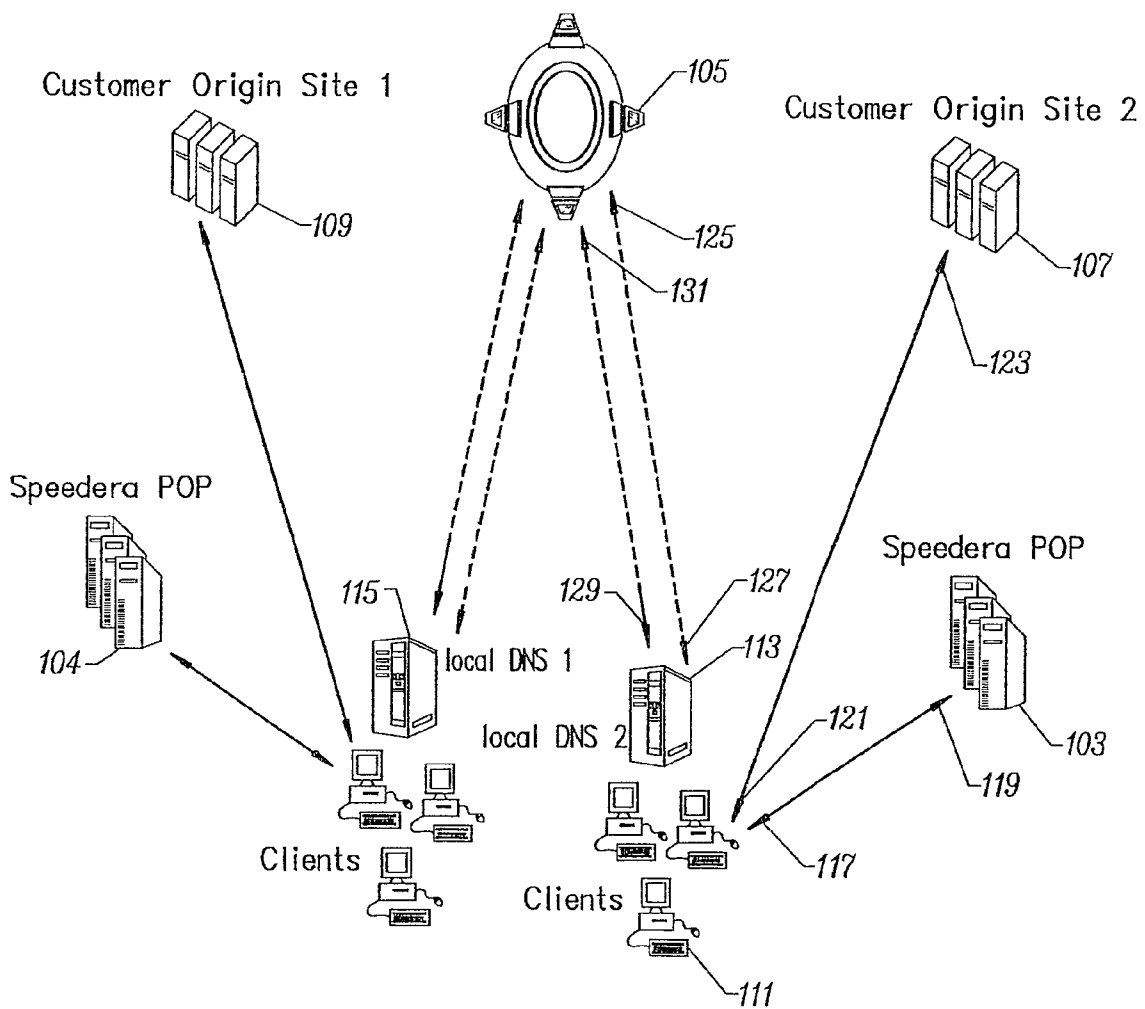 105
Customer Origin Site 1
Customer Origin Site 2
109
125
107
131
123
Speedera POP
Speedera POP
115
129
127
104
local DNS 1
113
local DNS 2
121
103
119
Clients
117
Clients
111